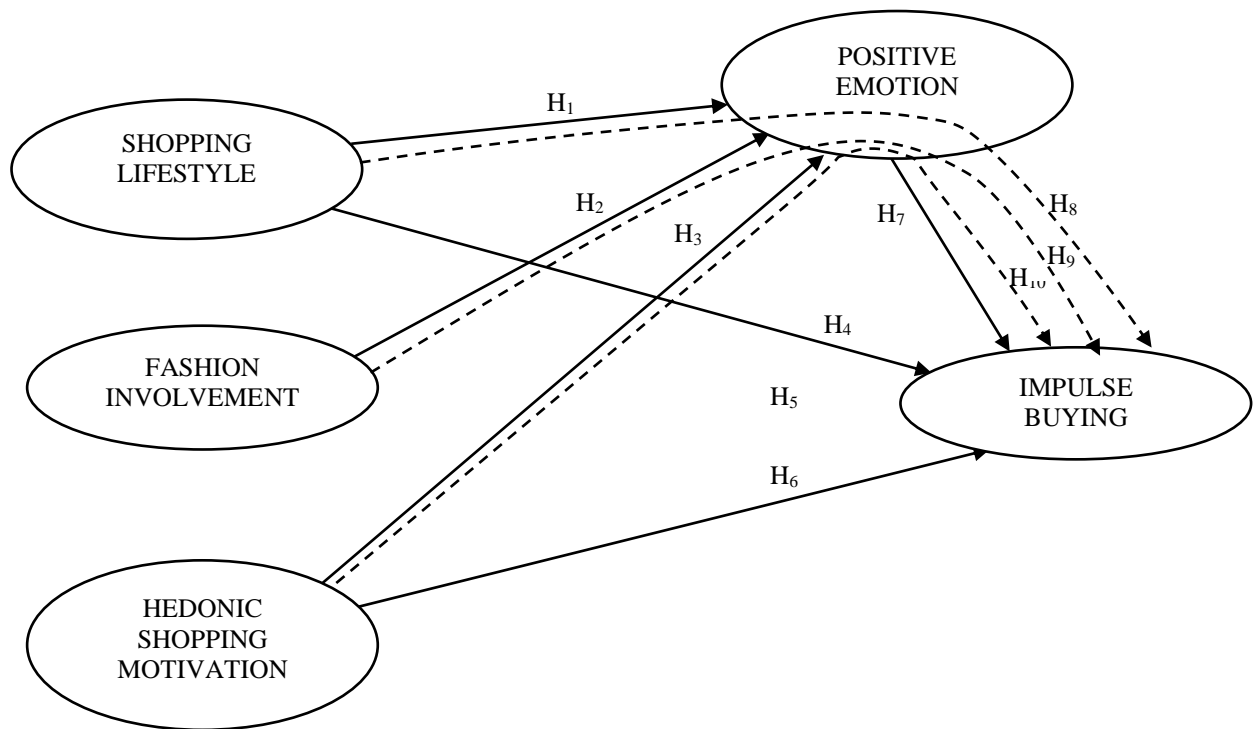 POSITIVE
EMOTION
H₁
SHOPPING
LIFESTYLE
H₂
H₃
H₇
H₈
H₉
H₁₀
H₄
FASHION
INVOLVEMENT
H₅
IMPULSE
BUYING
H₆
HEDONIC
SHOPPING
MOTIVATION